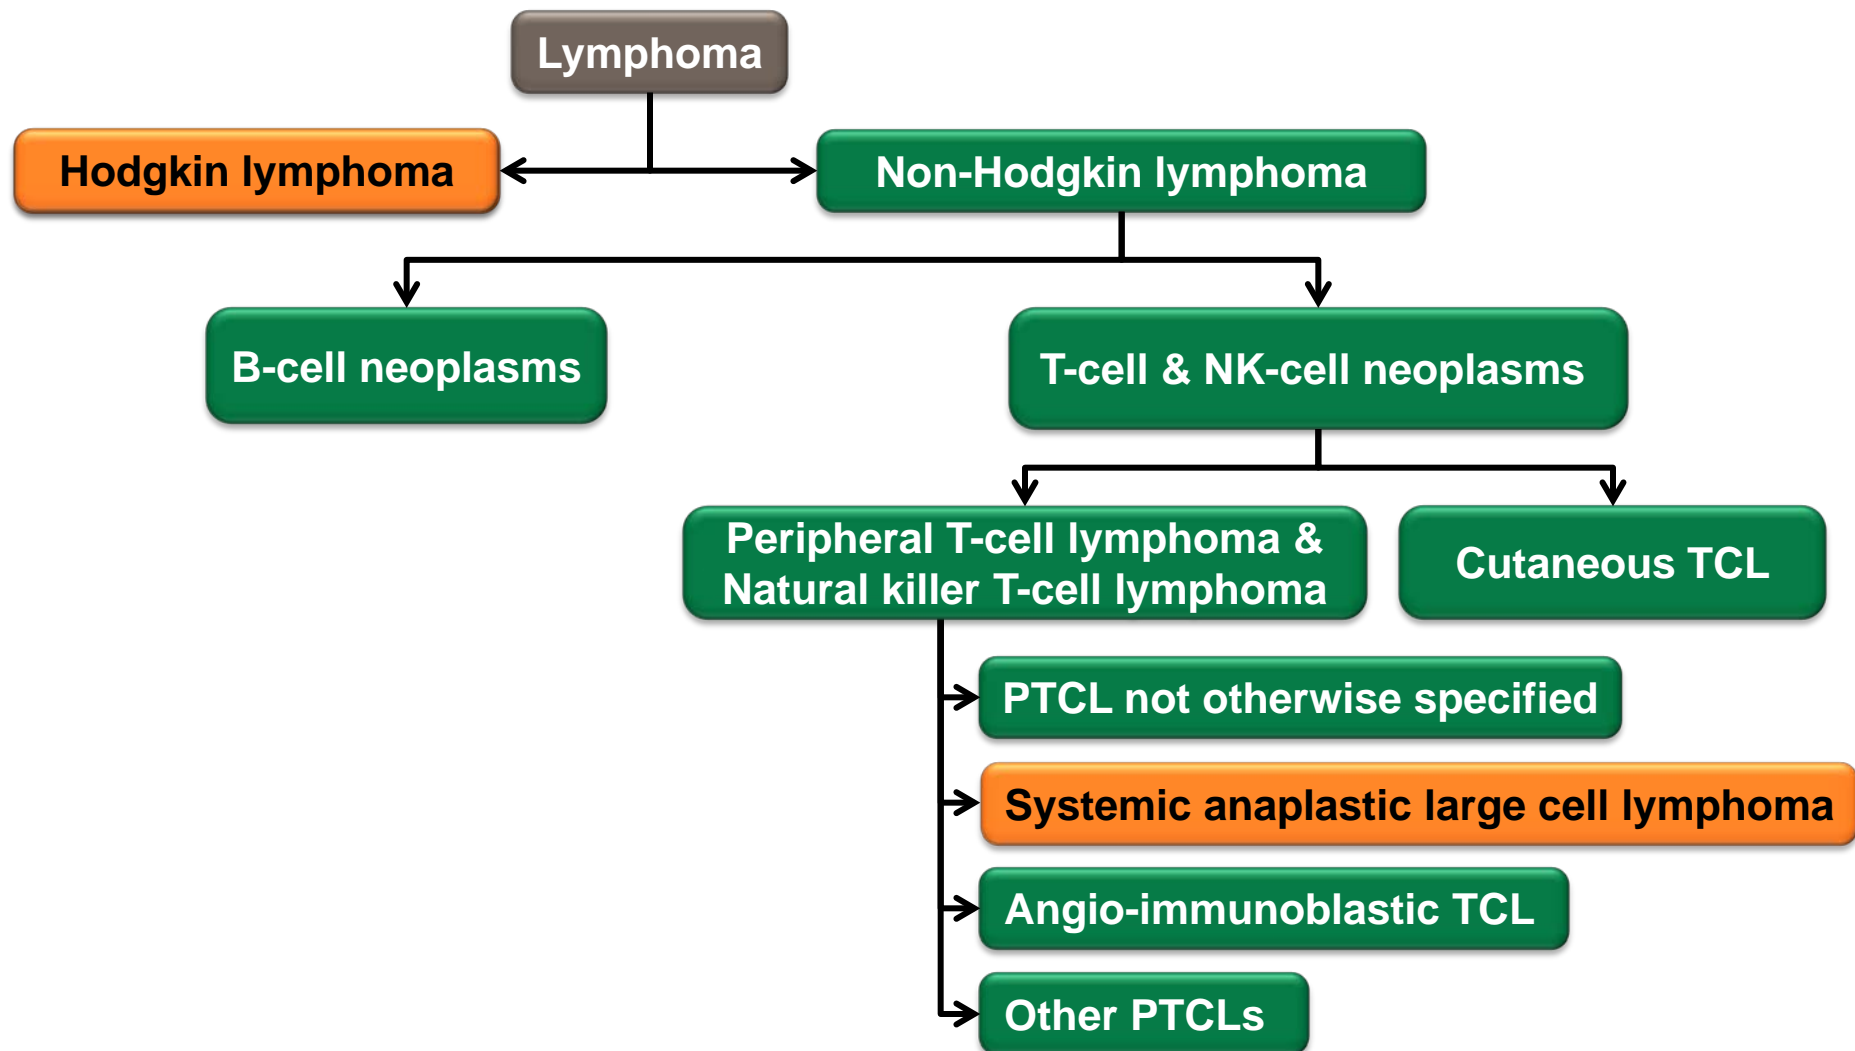 Lymphoma
Hodgkin lymphoma
Non-Hodgkin lymphoma
B-cell neoplasms
T-cell & NK-cell neoplasms
Peripheral T-cell lymphoma &
Natural killer T-cell lymphoma
Cutaneous TCL
PTCL not otherwise specified
Systemic anaplastic large cell lymphoma
Angio-immunoblastic TCL
Other PTCLs